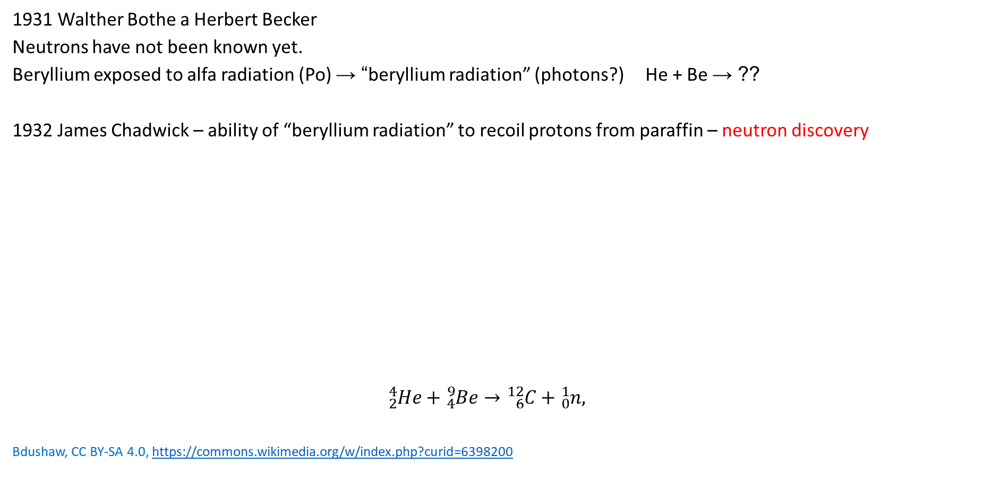 1931 Walther Bothe a Herbert Becker
Neutrons have not been known yet.
Beryllium exposed to alfa radiation (Po) → “beryllium radiation” (photons?) He + Be → ??
1932 James Chadwick – ability of “beryllium radiation” to recoil protons from paraffin – neutron discovery
$^{4}_{2}He + ^{9}_{4}Be → ^{12}_{6}C + ^{1}_{0}n,$
Bdushaw, CC BY-SA 4.0, https://commons.wikimedia.org/w/index.php?curid=6398200